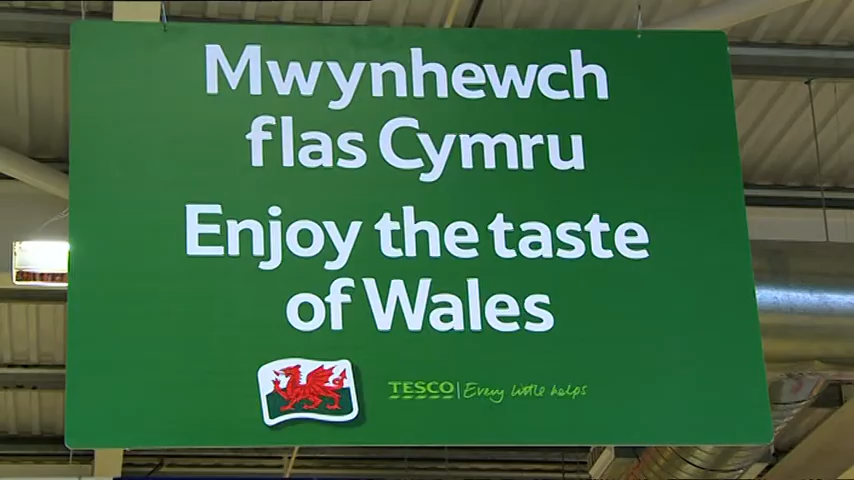 Mwynhewch
flas Cymru
Enjoy the taste
of Wales
TESCO | Every little helps